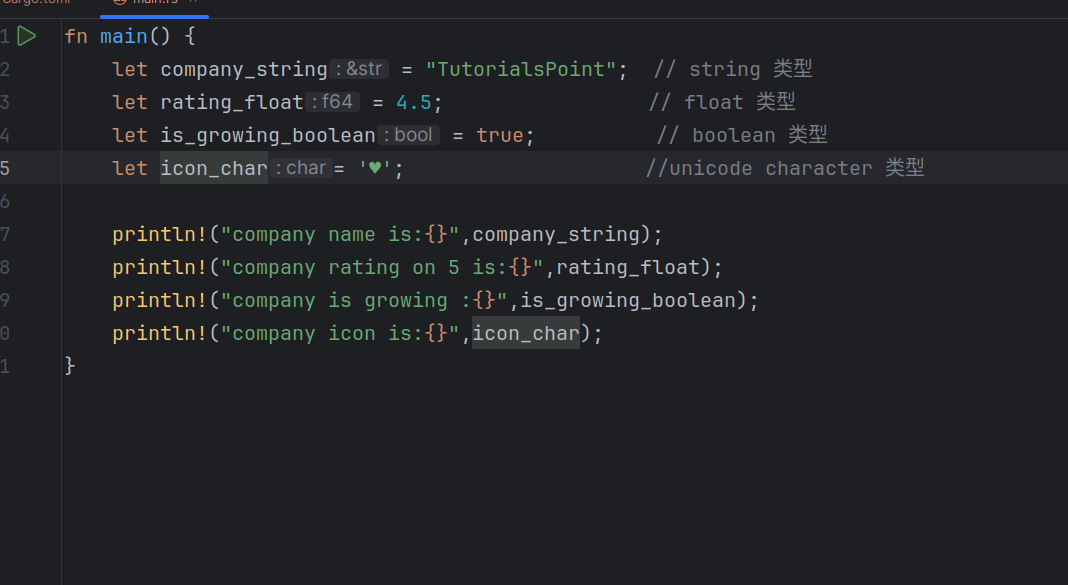 Cargo.toml main.rs
1 fn main() {
2 let company_string: &str = "TutorialsPoint"; // string 类型
3 let rating_float: f64 = 4.5; // float 类型
4 let is_growing_boolean: bool = true; // boolean 类型
5 let icon_char: char= '♥'; //unicode character 类型
6
7 println!("company name is:{}",company_string);
8 println!("company rating on 5 is:{}",rating_float);
9 println!("company is growing :{}",is_growing_boolean);
0 println!("company icon is:{}",icon_char);
1 }